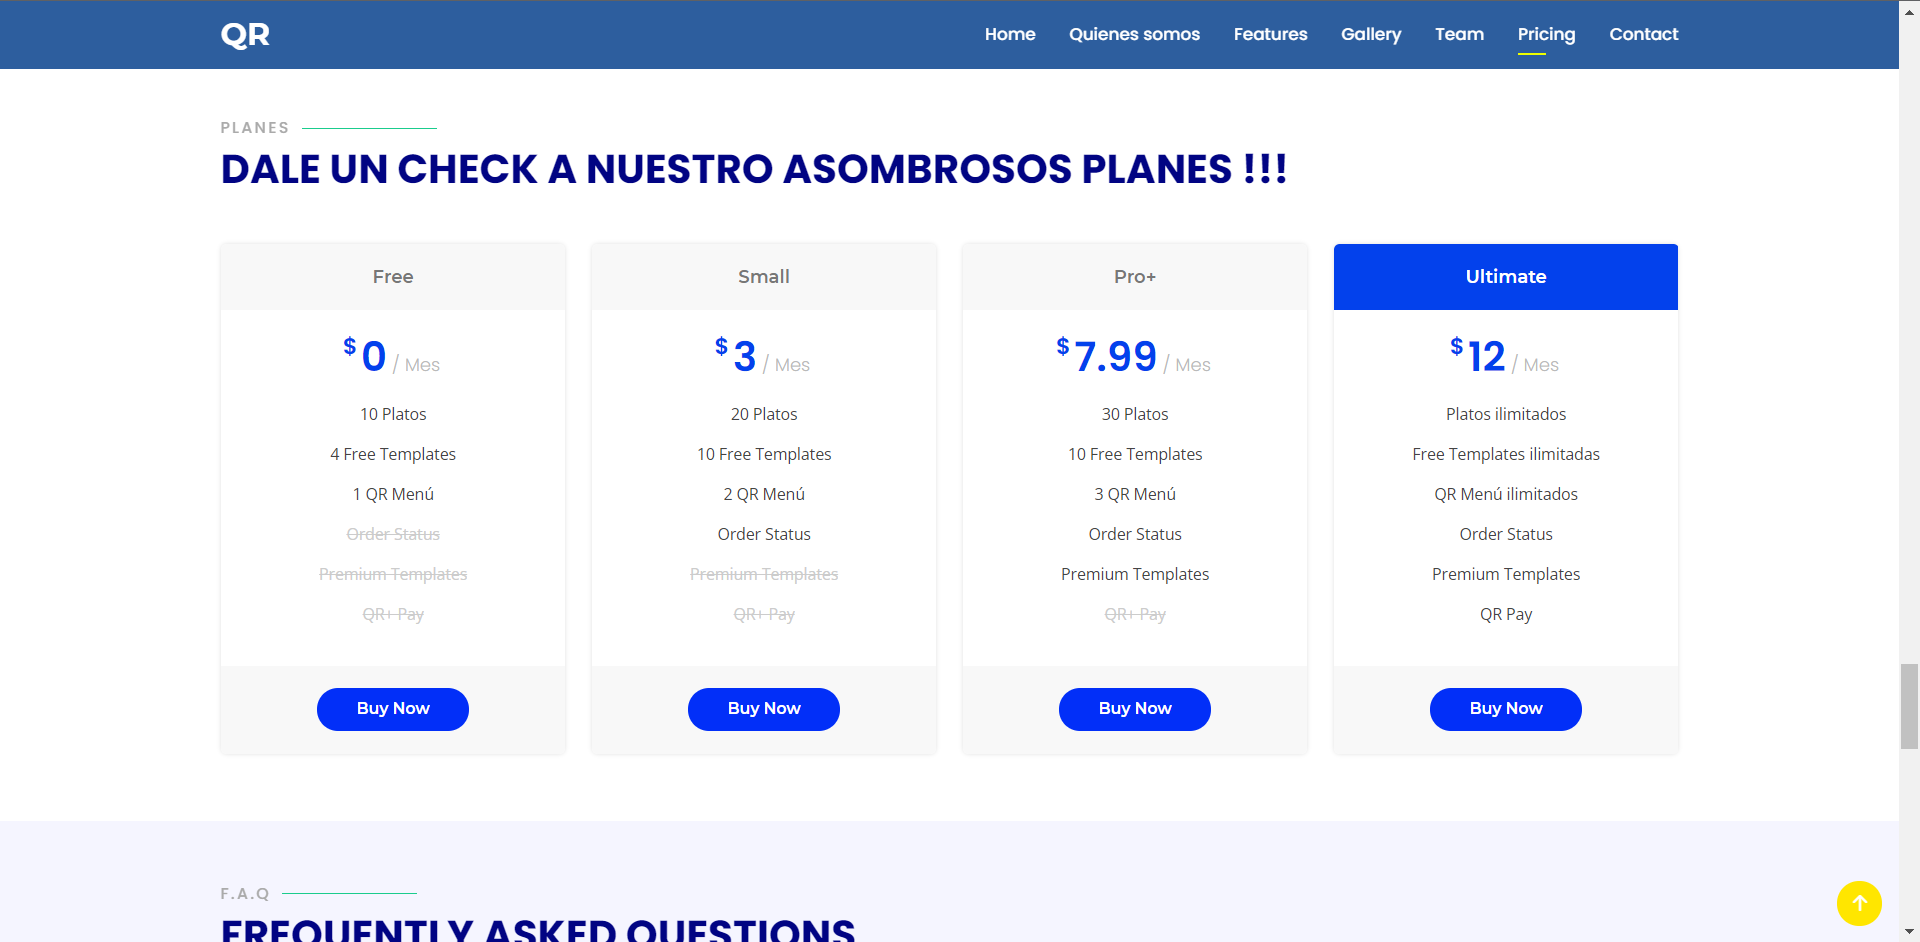 QR
Home
Quienes somos
Features
Gallery
Team
Pricing
Contact
PLANES
DALE UN CHECK A NUESTRO ASOMBROSOS PLANES !!!
Free
$ 0 / Mes
10 Platos
4 Free Templates
1 QR Menú
Order Status
Premium Templates
QR+ Pay
Buy Now
Small
$ 3 / Mes
20 Platos
10 Free Templates
2 QR Menú
Order Status
Premium Templates
QR+ Pay
Buy Now
Pro+
$ 7.99 / Mes
30 Platos
10 Free Templates
3 QR Menú
Order Status
Premium Templates
QR+ Pay
Buy Now
Ultimate
$ 12 / Mes
Platos ilimitados
Free Templates ilimitadas
QR Menú ilimitados
Order Status
Premium Templates
QR Pay
Buy Now
F.A.Q
FREQUENTLY ASKED QUESTIONS